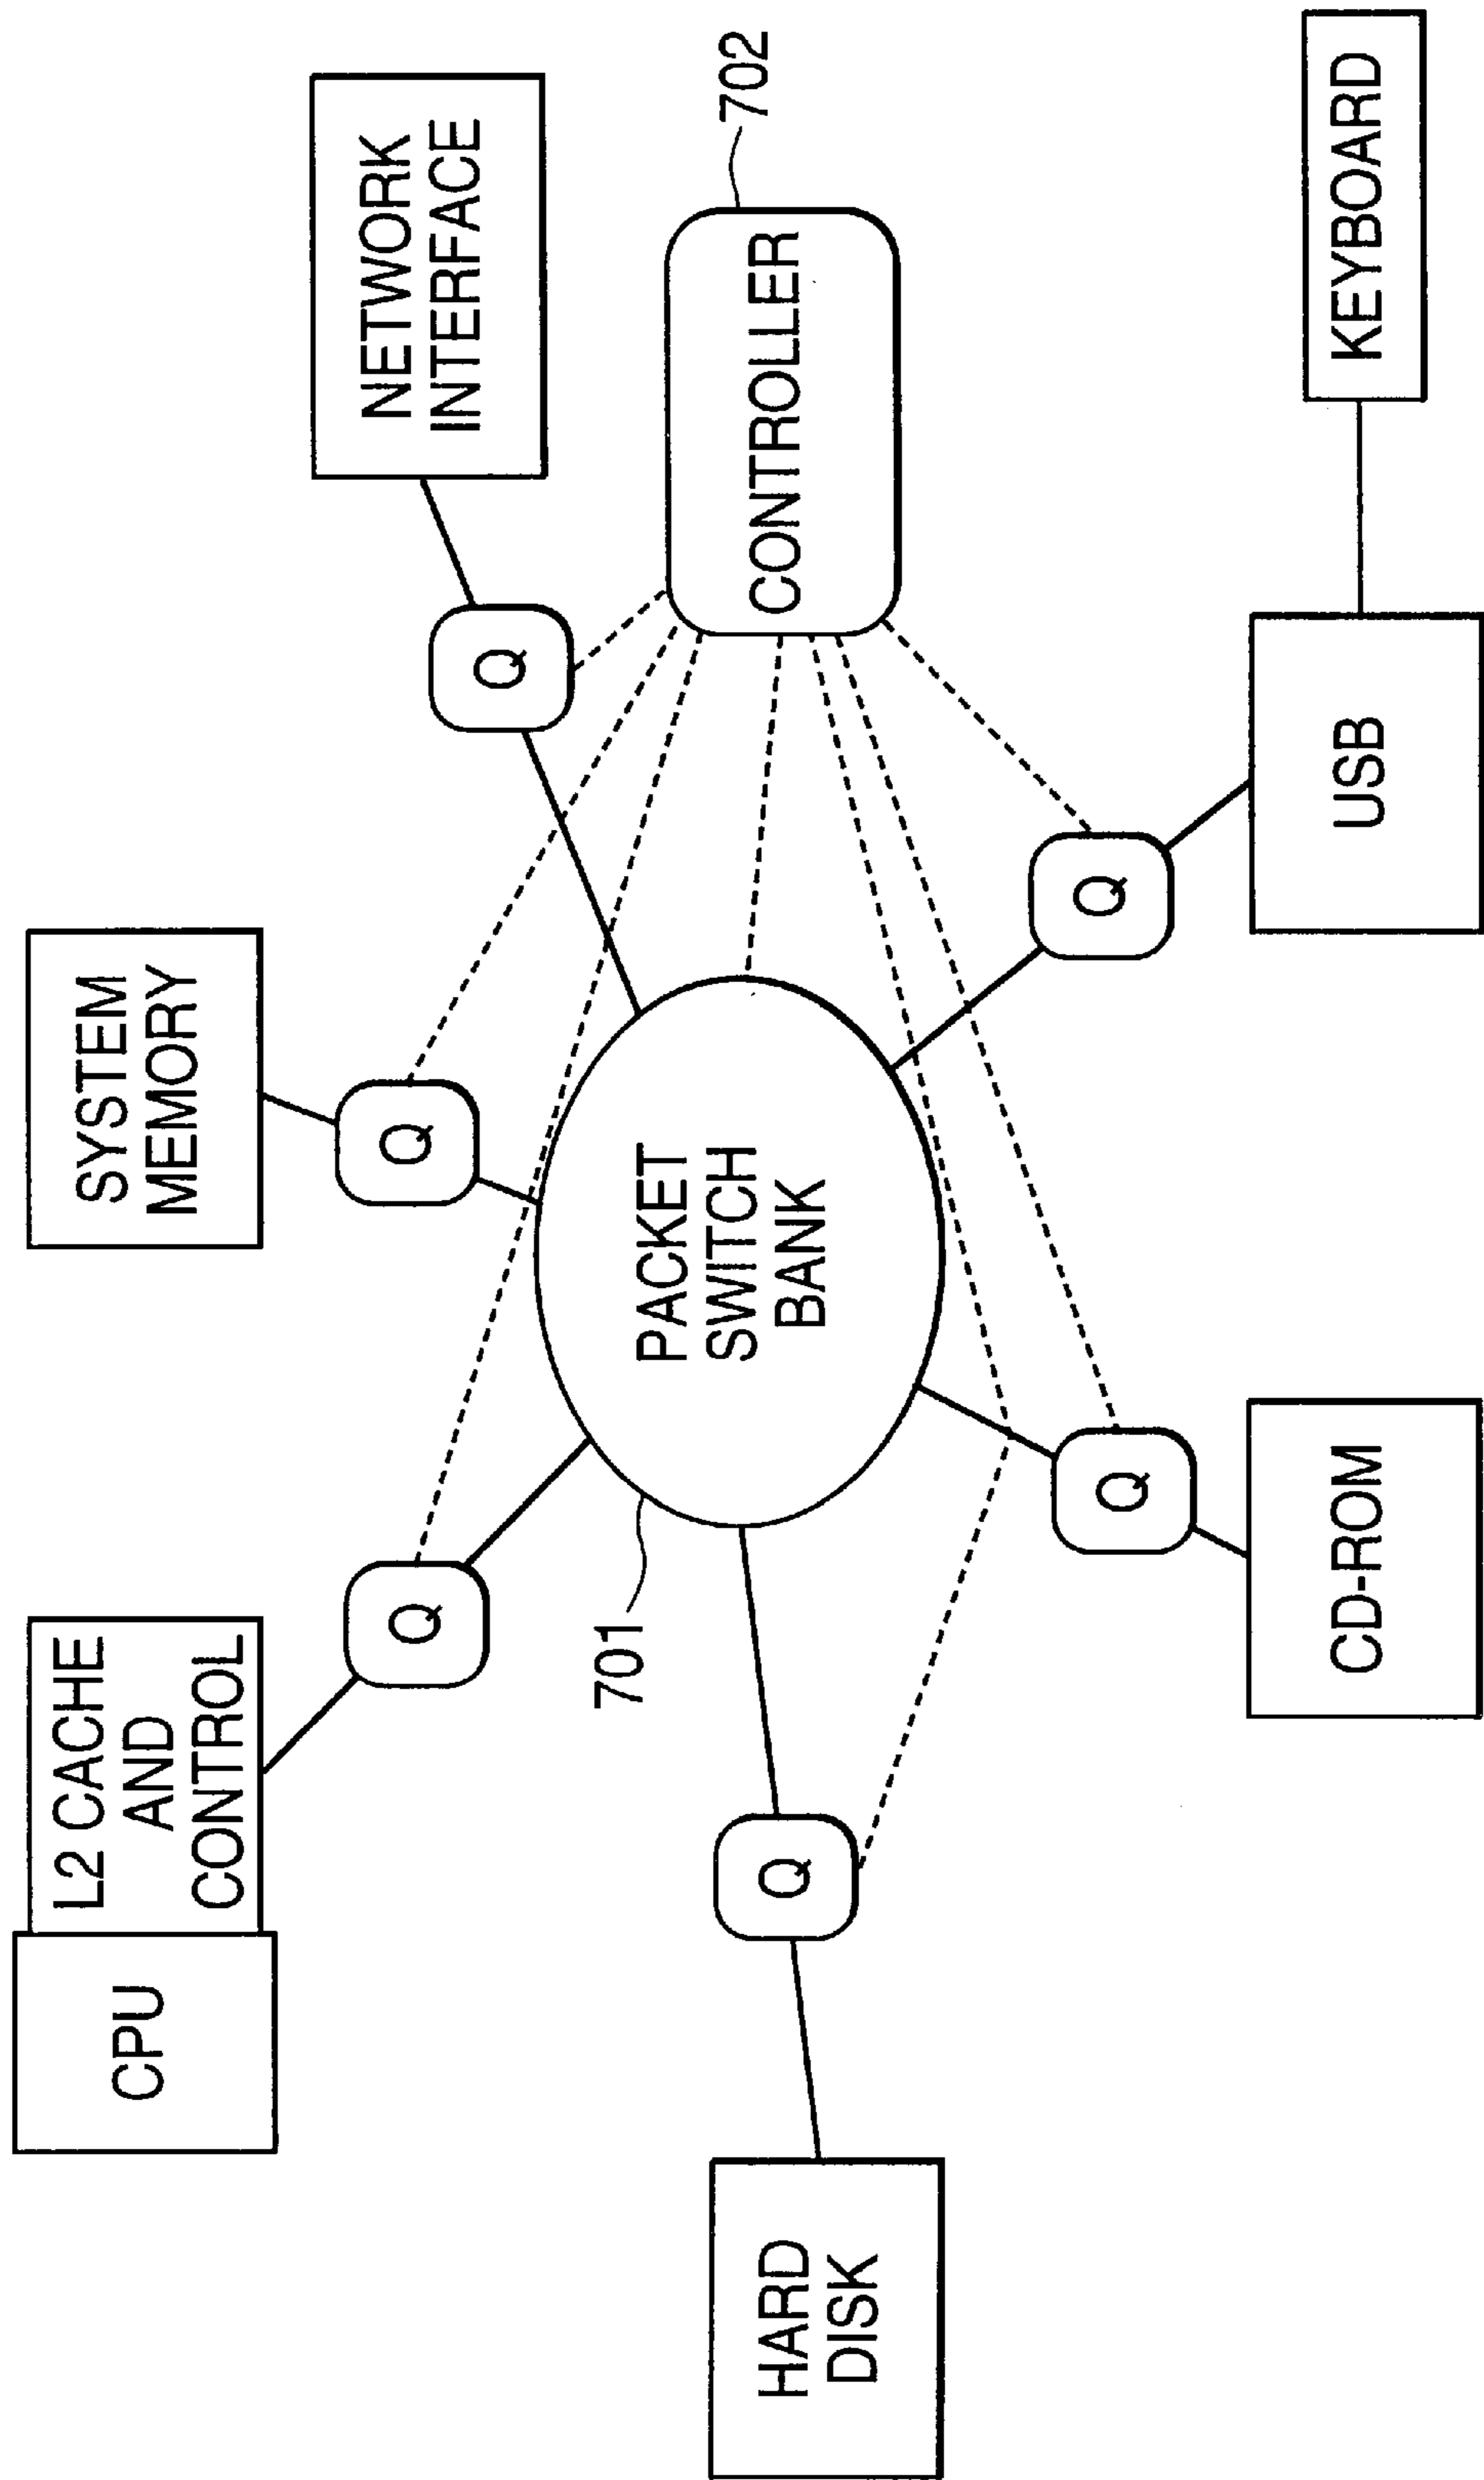 CPU
L2 CACHE
AND
CONTROL
SYSTEM
MEMORY
NETWORK
INTERFACE
Q
Q
Q
HARD
DISK
Q
701
PACKET
SWITCH
BANK
CONTROLLER
702
Q
Q
CD-ROM
USB
KEYBOARD